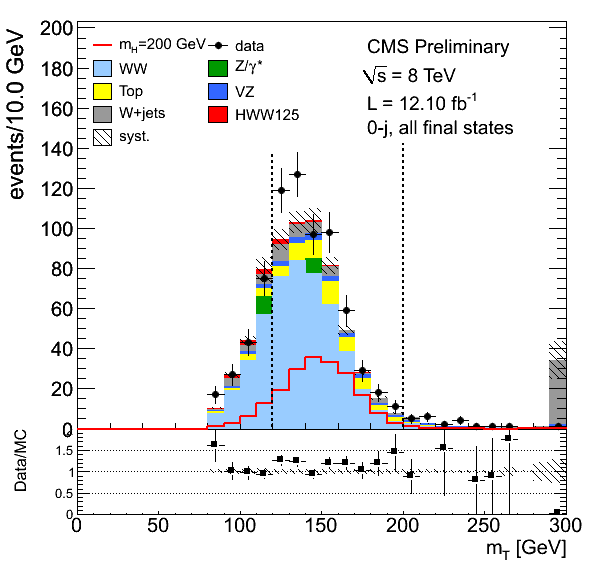 m_H=200 GeV
data
WW
Z/γ*
Top
VZ
W+jets
HWW125
syst.
CMS Preliminary
√s = 8 TeV
L = 12.10 fb⁻¹
0-j, all final states
events/10.0 GeV
200
180
160
140
120
100
80
60
40
20
0
Data/MC
1.5
1
0.5
0
0
50
100
150
200
250
300
m_T [GeV]